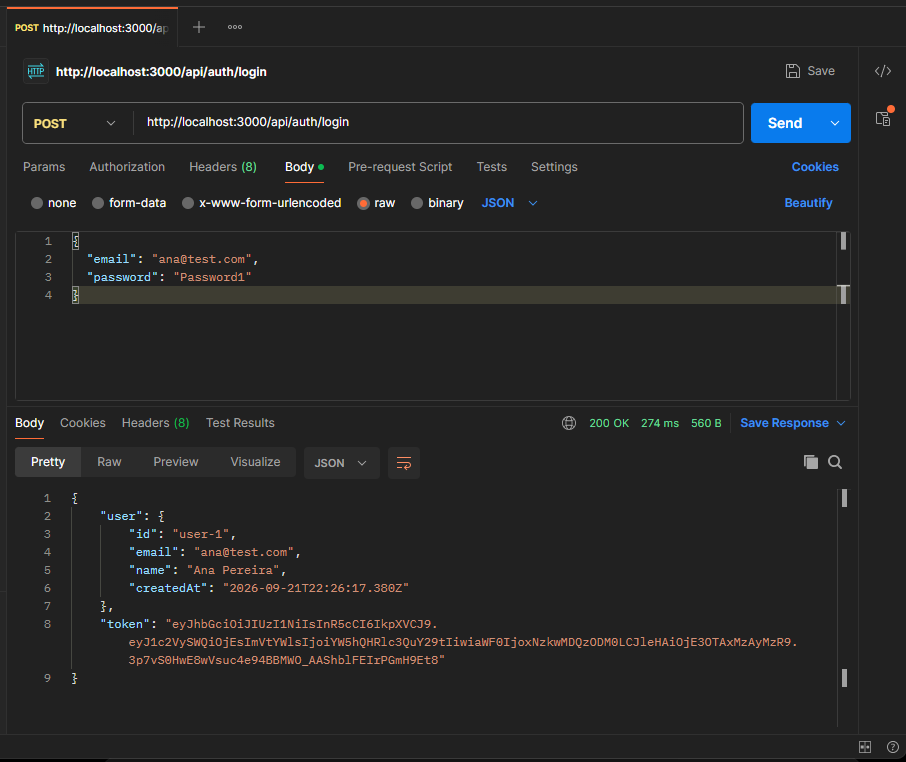 POST http://localhost:3000/ap
HTTP http://localhost:3000/api/auth/login
Save
POST http://localhost:3000/api/auth/login
Send
Params Authorization Headers (8) Body Pre-request Script Tests Settings Cookies
none form-data x-www-form-urlencoded raw binary JSON Beautify
1 {
2 "email": "ana@test.com",
3 "password": "Password1"
4 }
Body Cookies Headers (8) Test Results 200 OK 274 ms 560 B Save Response
Pretty Raw Preview Visualize JSON
1 {
2 "user": {
3 "id": "user-1",
4 "email": "ana@test.com",
5 "name": "Ana Pereira",
6 "createdAt": "2026-09-21T22:26:17.380Z"
7 },
8 "token": "eyJhbGciOiJIUzI1NiIsInR5cCI6IkpXVCJ9.
eyJ1c2VySWQiOjEsImVtYWlsIjoiYW5hQHRlc3QuY29tIiwiaWF0IjoxNzkwMDQzODM0LCJleHAiOjE3OTAxMzAyMzR9.
3p7vS0HwE8wVsuc4e94BBMWO_AAShblFEIrPGmH9Et8"
9 }